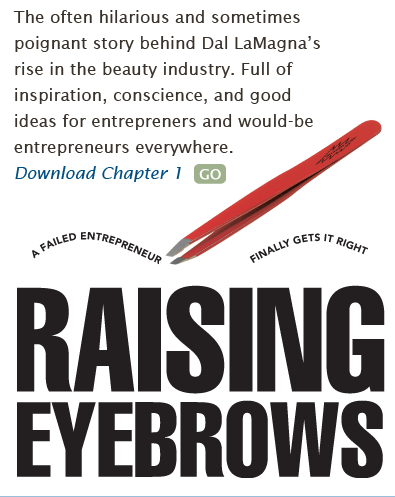 The often hilarious and sometimes
poignant story behind Dal LaMagna's
rise in the beauty industry. Full of
inspiration, conscience, and good
ideas for entrepreners and would-be
entrepreneurs everywhere.
Download Chapter 1 GO
A FAILED ENTREPRENEUR FINALLY GETS IT RIGHT
RAISING
EYEBROWS